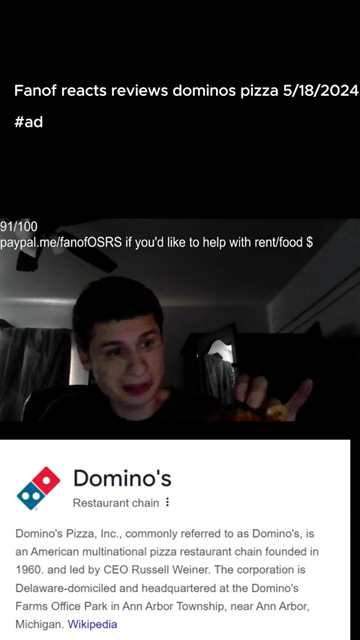 Fanof reacts reviews dominos pizza 5/18/2024
#ad
91/100
paypal.me/fanofOSRS if you'd like to help with rent/food $
Domino's
Restaurant chain
Domino's Pizza, Inc., commonly referred to as Domino's, is
an American multinational pizza restaurant chain founded in
1960. and led by CEO Russell Weiner. The corporation is
Delaware-domiciled and headquartered at the Domino's
Farms Office Park in Ann Arbor Township, near Ann Arbor,
Michigan. Wikipedia